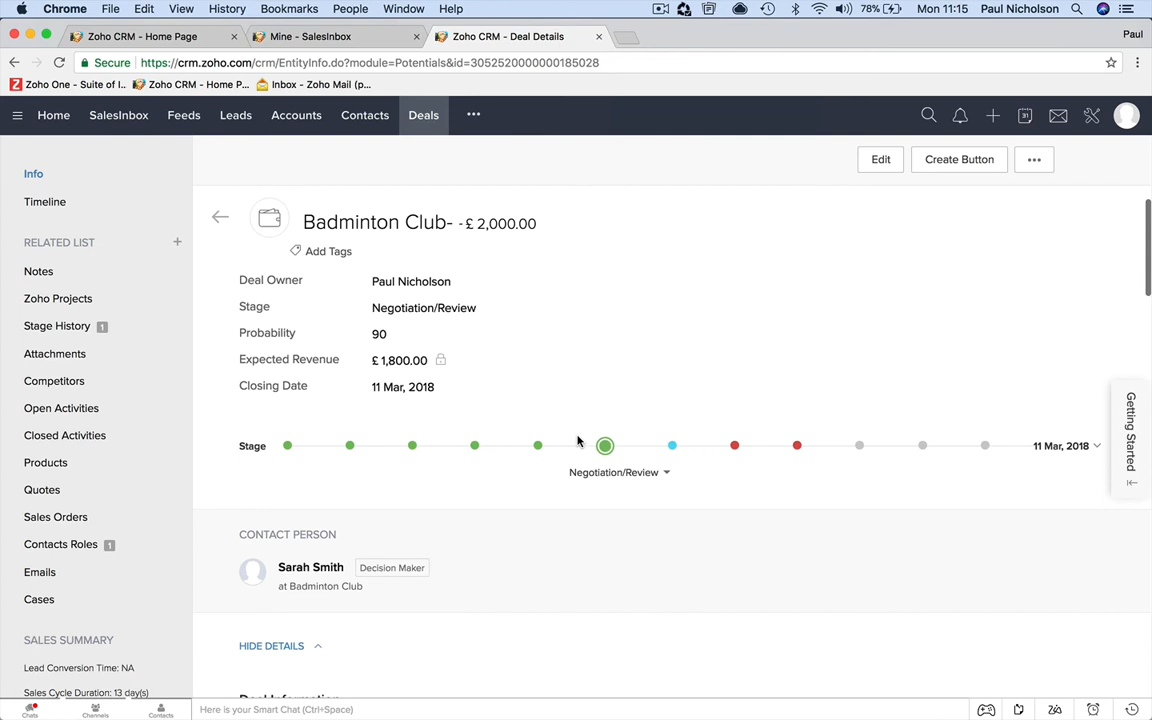 Chrome File Edit View History Bookmarks People Window Help 78% Mon 11:15 Paul Nicholson
Zoho CRM - Home Page Mine - SalesInbox Zoho CRM - Deal Details Paul
Secure https://crm.zoho.com/crm/EntityInfo.do?module=Potentials&id=3052520000000185028
Zoho One - Suite of I.. Zoho CRM - Home P... Inbox - Zoho Mail (p...
Home SalesInbox Feeds Leads Accounts Contacts Deals ••• 31
Edit Create Button •••
Info
Timeline
RELATED LIST +
Notes
Zoho Projects
Stage History 1
Attachments
Competitors
Open Activities
Closed Activities
Products
Quotes
Sales Orders
Contacts Roles 1
Emails
Cases
SALES SUMMARY
Lead Conversion Time: NA
Sales Cycle Duration: 13 day(s)
Badminton Club- - £ 2,000.00
Add Tags
Deal Owner Paul Nicholson
Stage Negotiation/Review
Probability 90
Expected Revenue £ 1,800.00
Closing Date 11 Mar, 2018
Stage 11 Mar, 2018
Negotiation/Review
CONTACT PERSON
Sarah Smith Decision Maker
at Badminton Club
HIDE DETAILS
Deal Information
Getting Started
Chats Channels Contacts Here is your Smart Chat (Ctrl+Space)